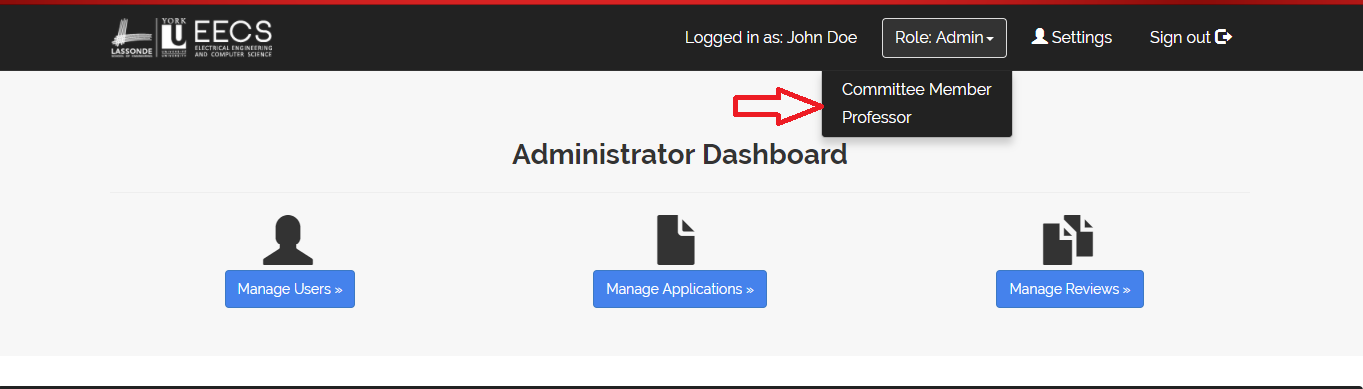 YORK
LASSONDE
EECS
ELECTRICAL ENGINEERING
AND COMPUTER SCIENCE
Logged in as: John Doe
Role: Admin
Settings
Sign out
Committee Member
Professor
Administrator Dashboard
Manage Users »
Manage Applications »
Manage Reviews »